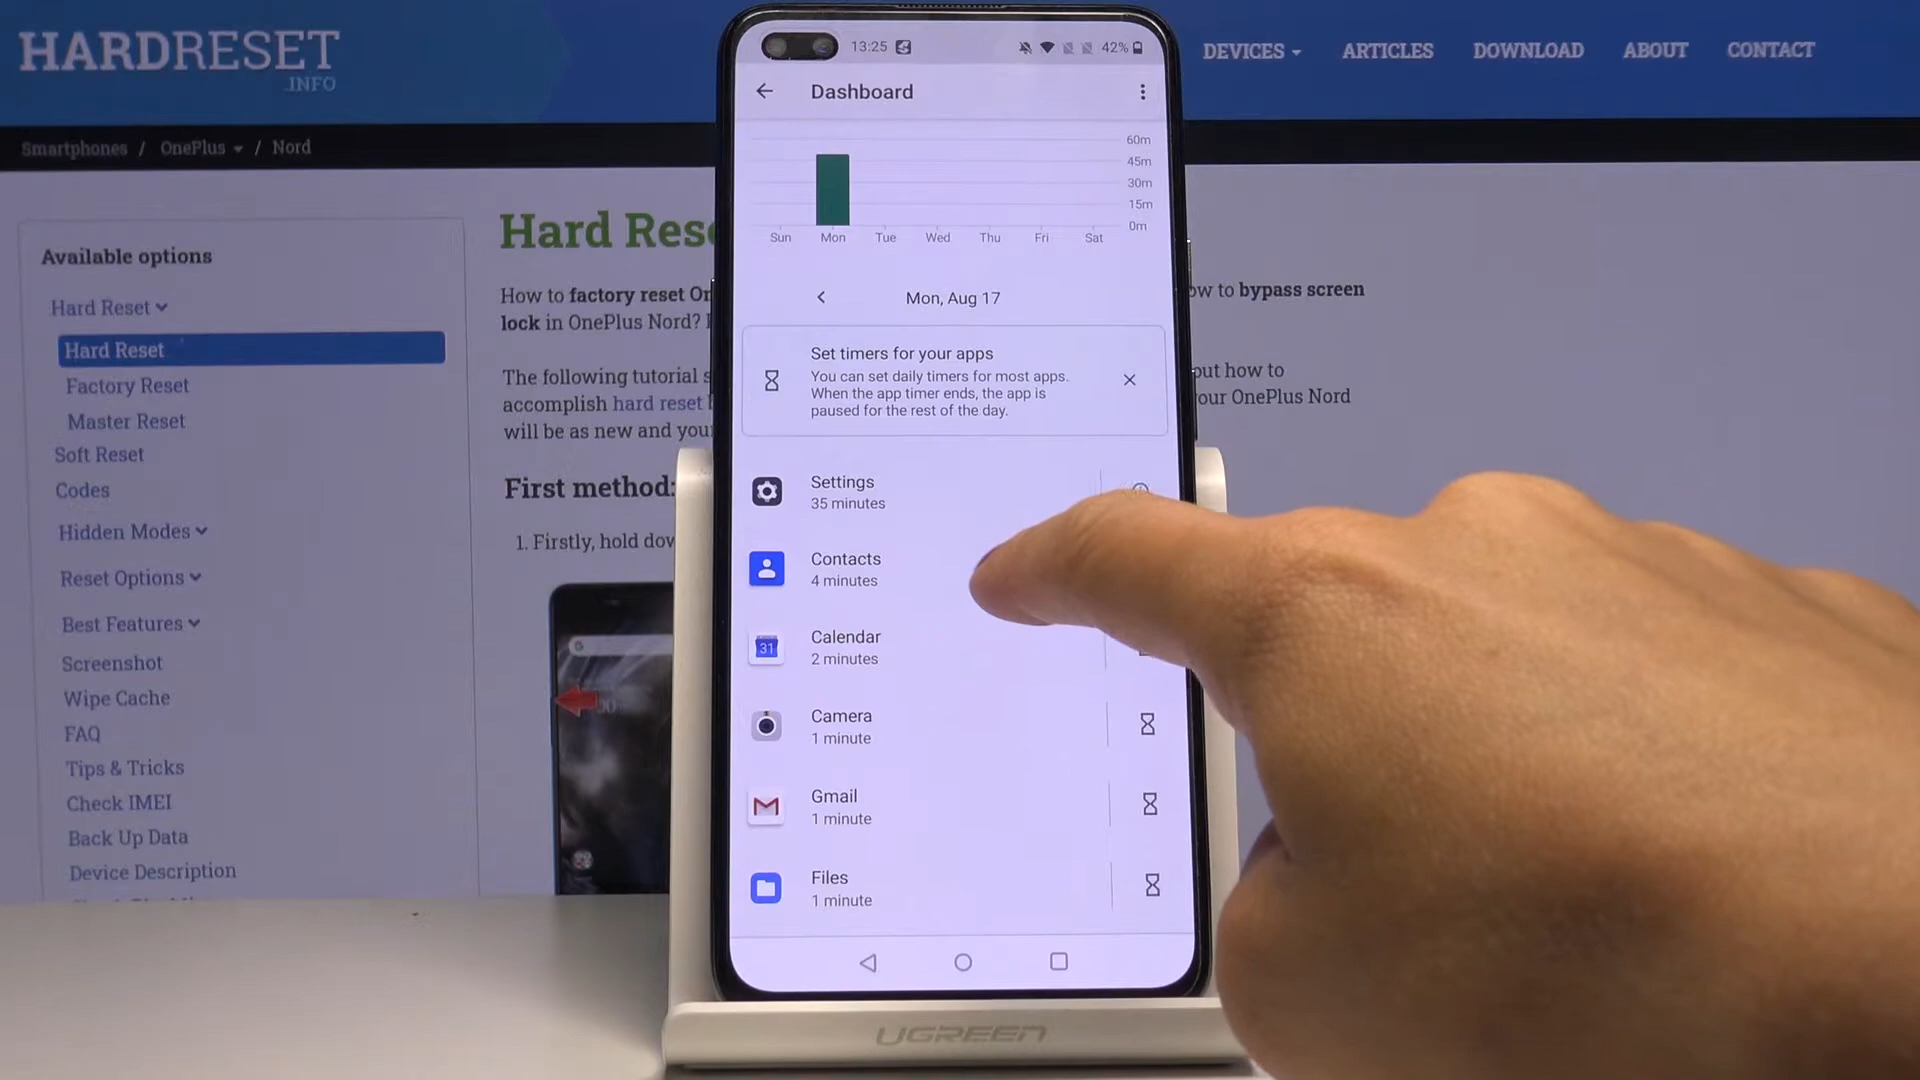 HARDRESET
.INFO
DEVICES
ARTICLES
DOWNLOAD
ABOUT
CONTACT
Smartphones / OnePlus / Nord
Available options
Hard Reset
Hard Reset
Factory Reset
Master Reset
Soft Reset
Codes
Hidden Modes
Reset Options
Best Features
Screenshot
Wipe Cache
FAQ
Tips & Tricks
Check IMEI
Back Up Data
Device Description
Hard Res
How to factory reset On
lock in OnePlus Nord?
The following tutorial s
accomplish hard reset
will be as new and your
First method:
1. Firstly, hold dow
how to bypass screen
out how to
your OnePlus Nord
13:25
42%
Dashboard
60m
45m
30m
15m
0m
Sun Mon Tue Wed Thu Fri Sat
Mon, Aug 17
Set timers for your apps
You can set daily timers for most apps.
When the app timer ends, the app is
paused for the rest of the day.
Settings
35 minutes
Contacts
4 minutes
31
Calendar
2 minutes
Camera
1 minute
Gmail
1 minute
Files
1 minute
UGREEN